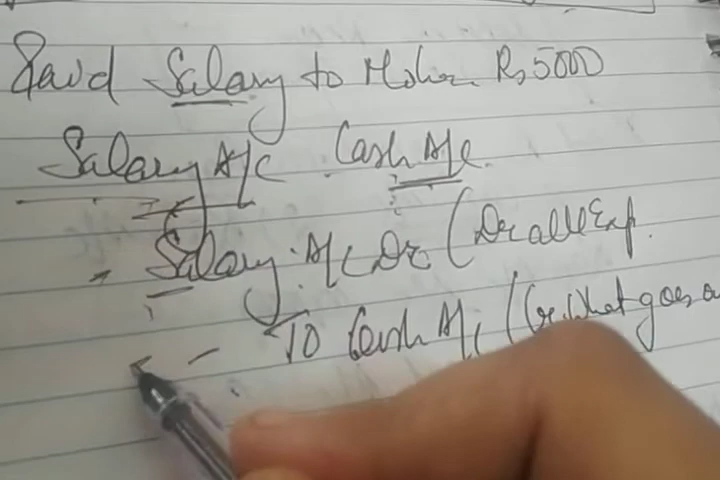 Paid Salary to Mohan Rs 5000
Salary A/C Cash A/c
Salary A/c Dr (Dr all Exp.
To Cash A/c (Cr. What goes o